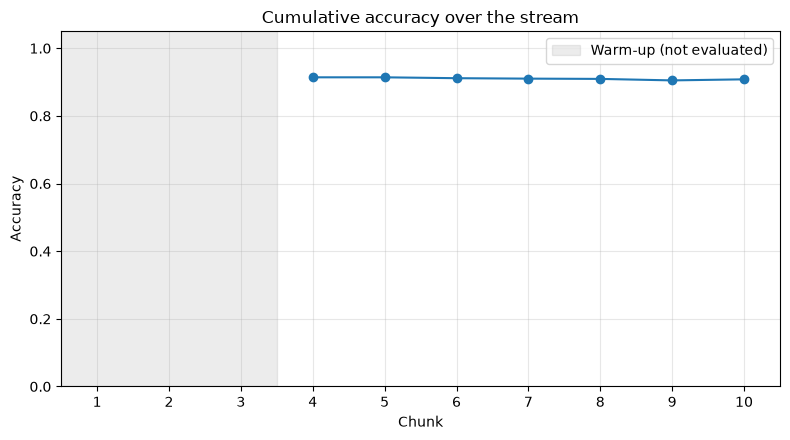 Cumulative accuracy over the stream
Warm-up (not evaluated)
Accuracy
1.0
0.8
0.6
0.4
0.2
0.0
1 2 3 4 5 6 7 8 9 10
Chunk